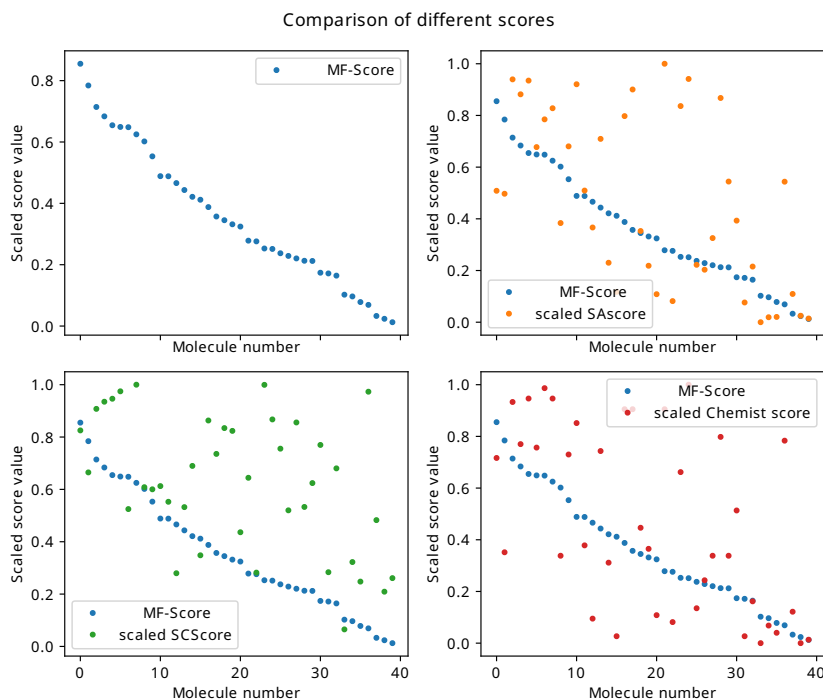 Comparison of different scores
MF-Score
Scaled score value
0.8
0.6
0.4
0.2
0.0
Molecule number
MF-Score
scaled SAscore
Scaled score value
1.0
0.8
0.6
0.4
0.2
0.0
Molecule number
MF-Score
scaled SCScore
Scaled score value
1.0
0.8
0.6
0.4
0.2
0.0
0 10 20 30 40
Molecule number
MF-Score
scaled Chemist score
Scaled score value
1.0
0.8
0.6
0.4
0.2
0.0
0 10 20 30 40
Molecule number